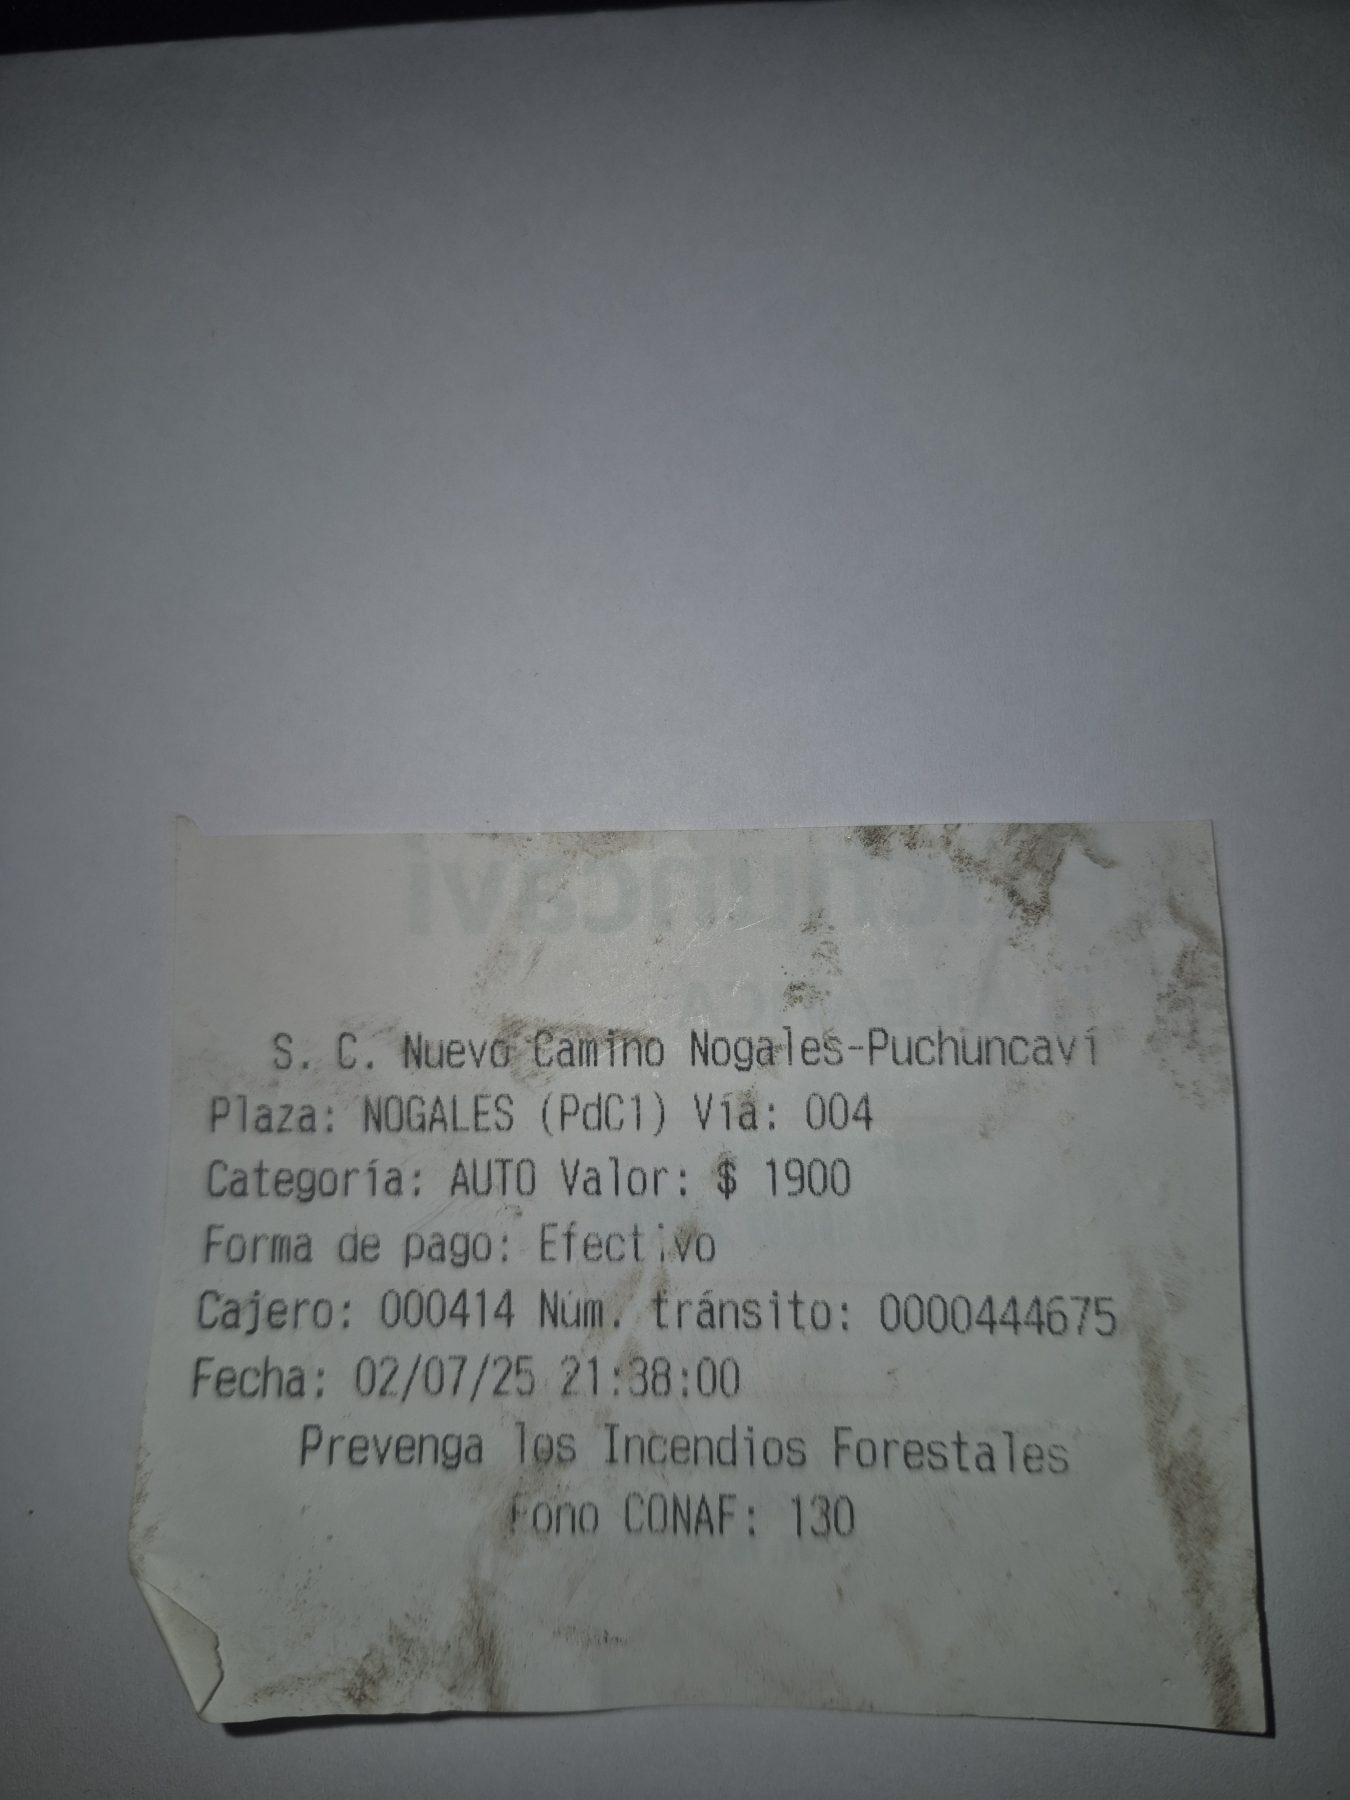 S. C. Nuevo Camino Nogales-Puchuncaví
Plaza: NOGALES (PdC1) Vía: 004
Categoría: AUTO Valor: $ 1900
Forma de pago: Efectivo
Cajero: 000414 Núm. tránsito: 0000444675
Fecha: 02/07/25 21:38:00
Prevenga los Incendios Forestales
Fono CONAF: 130